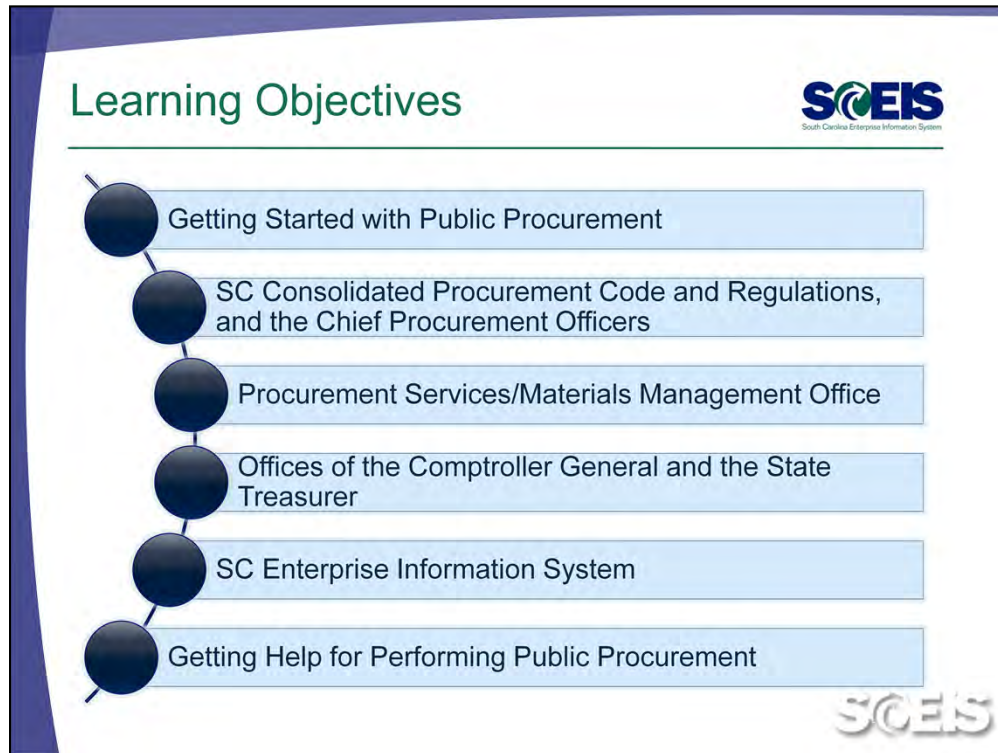 Learning Objectives
SCEIS
South Carolina Enterprise Information System
Getting Started with Public Procurement
SC Consolidated Procurement Code and Regulations,
and the Chief Procurement Officers
Procurement Services/Materials Management Office
Offices of the Comptroller General and the State
Treasurer
SC Enterprise Information System
Getting Help for Performing Public Procurement
SCEIS